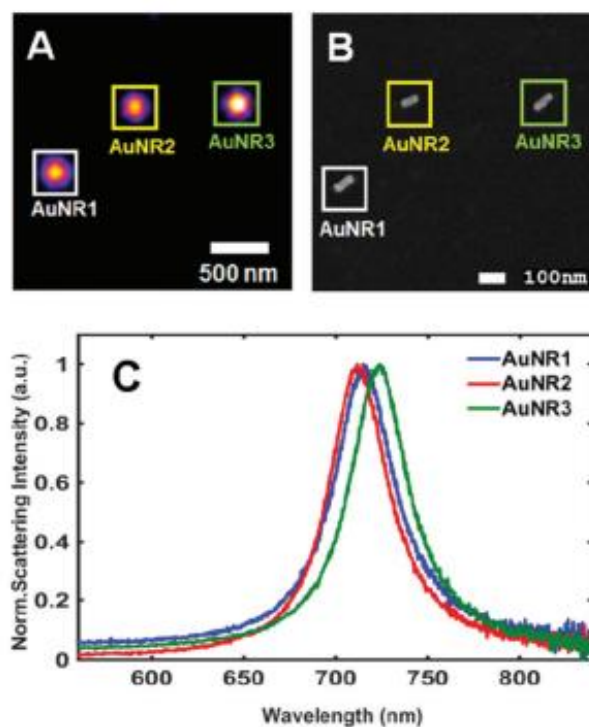 A
AuNR2
AuNR3
AuNR1
500 nm
B
AuNR2
AuNR3
AuNR1
100nm
C
AuNR1
AuNR2
AuNR3
Norm.Scattering Intensity (a.u.)
1
0.8
0.6
0.4
0.2
0
600
650
700
750
800
Wavelength (nm)